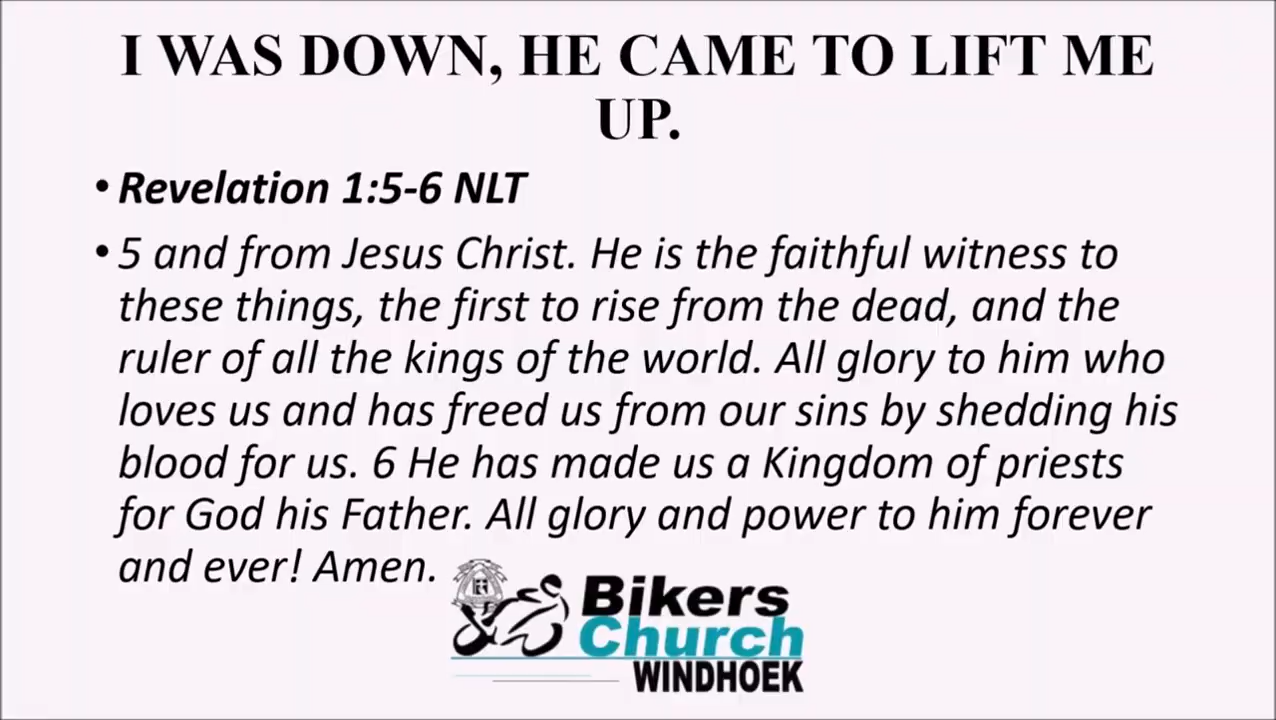 I WAS DOWN, HE CAME TO LIFT ME
UP.
• Revelation 1:5-6 NLT
• 5 and from Jesus Christ. He is the faithful witness to
these things, the first to rise from the dead, and the
ruler of all the kings of the world. All glory to him who
loves us and has freed us from our sins by shedding his
blood for us. 6 He has made us a Kingdom of priests
for God his Father. All glory and power to him forever
and ever! Amen.
Bikers
Church
WINDHOEK